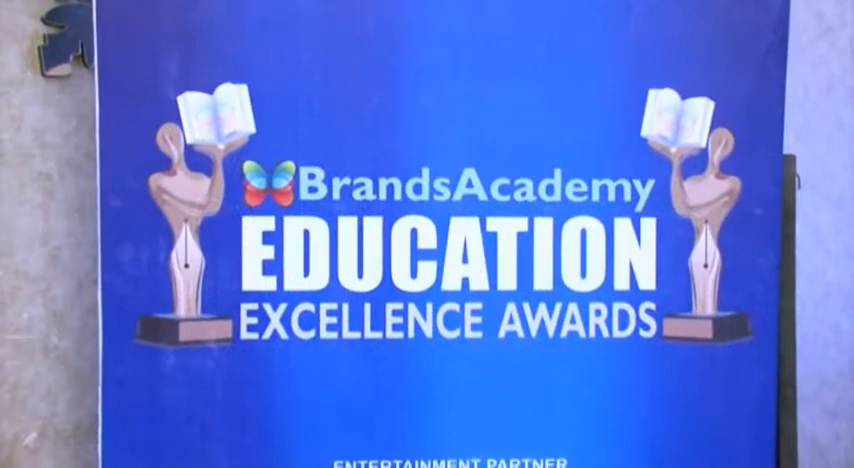 BrandsAcademy
EDUCATION
EXCELLENCE AWARDS
ENTERTAINMENT PARTNER